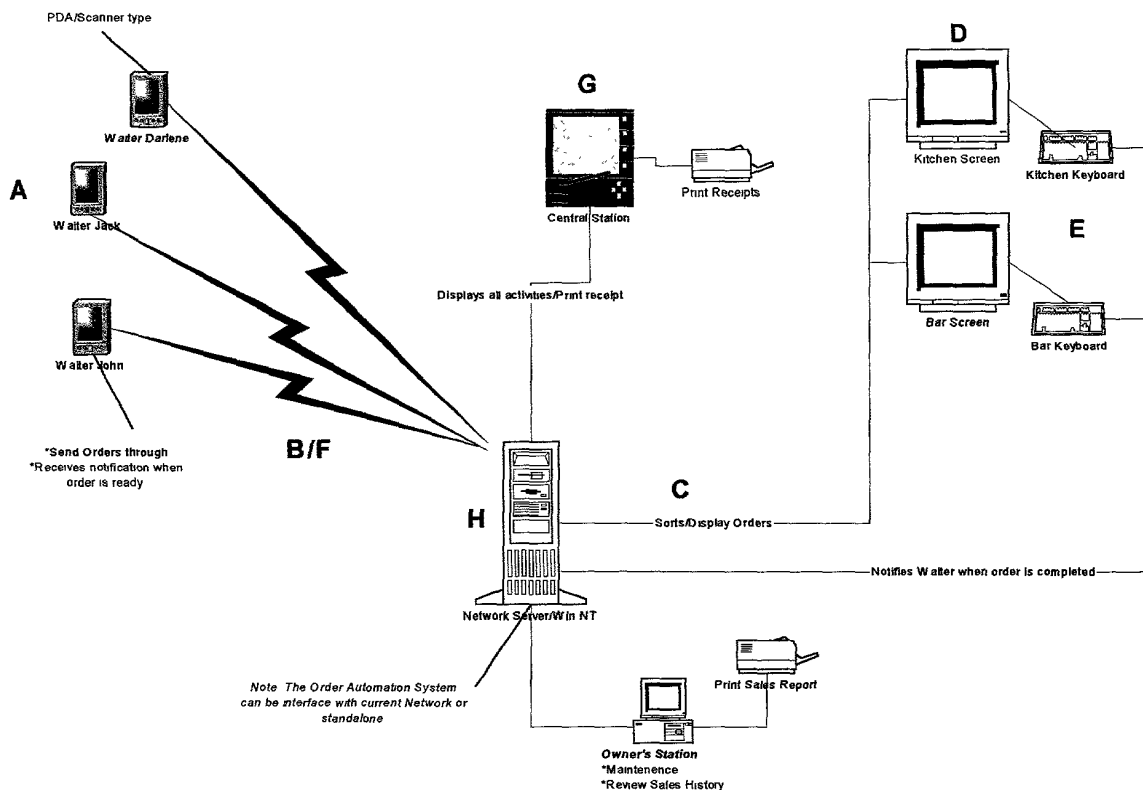 PDA/Scanner type
D
G
Waiter Darlene
Kitchen Screen
Print Receipts
Kitchen Keyboard
A
Central Station
Waiter Jack
E
Displays all activities/Print receipt
Bar Screen
Bar Keyboard
Waiter John
B/F
*Send Orders through
*Receives notification when
order is ready
C
H
Sorts/Display Orders
Notifies Waiter when order is completed
Network Server/Win NT
Note The Order Automation System
can be interface with current Network or
standalone
Print Sales Report
Owner's Station
*Maintenence
*Review Sales History